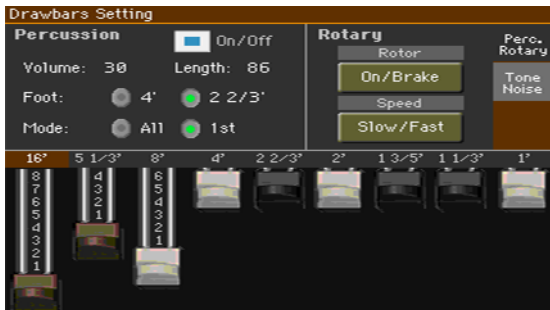 Drawbars Setting
Percussion On/Off
Volume: 30 Length: 86
Foot: 4' 2 2/3'
Mode: All 1st
Rotary
Rotor
On/Brake
Speed
Slow/Fast
Perc.
Rotary
Tone
Noise
16' 5 1/3' 8' 4' 2 2/3' 2' 1 3/5' 1 1/3' 1'
8 4 6
7 3 5
6 2 4
5 1 3
4 2
3 1
2
1